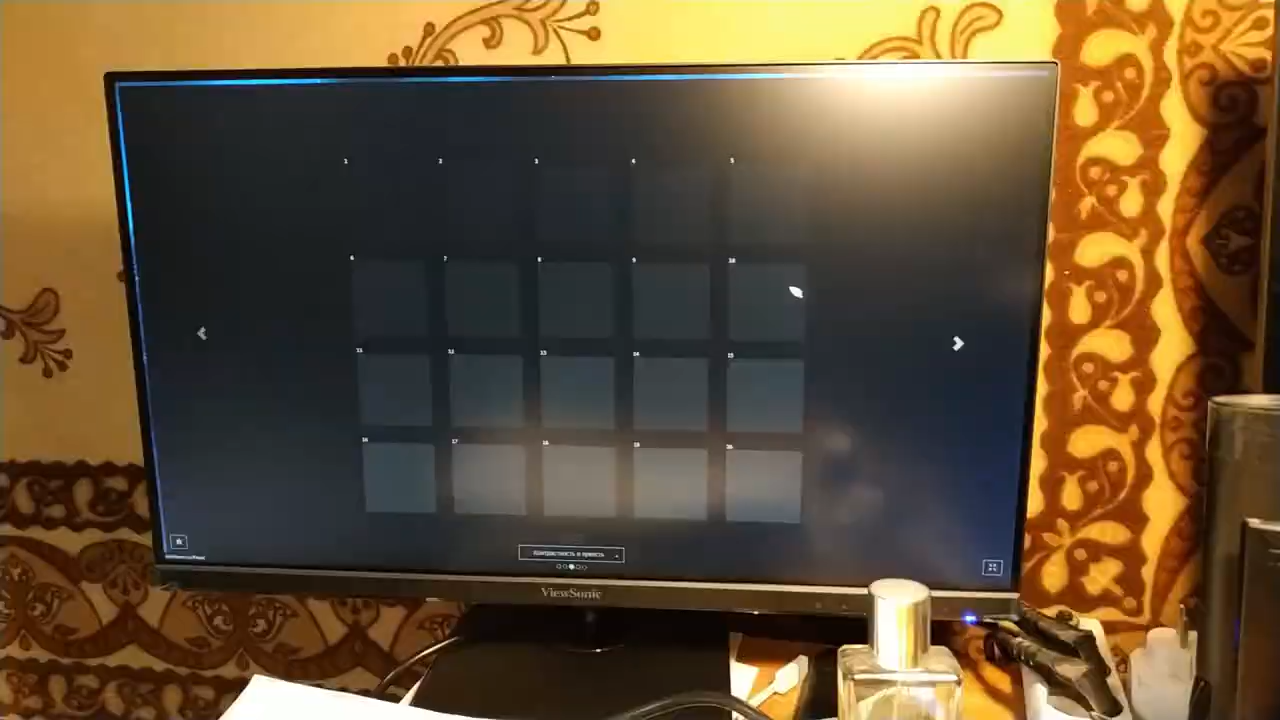 1 2 3 4 5
6 7 8 9 10
11 12 13 14 15
16 17 18 19 20
Контрастность и яркость
ViewSonic